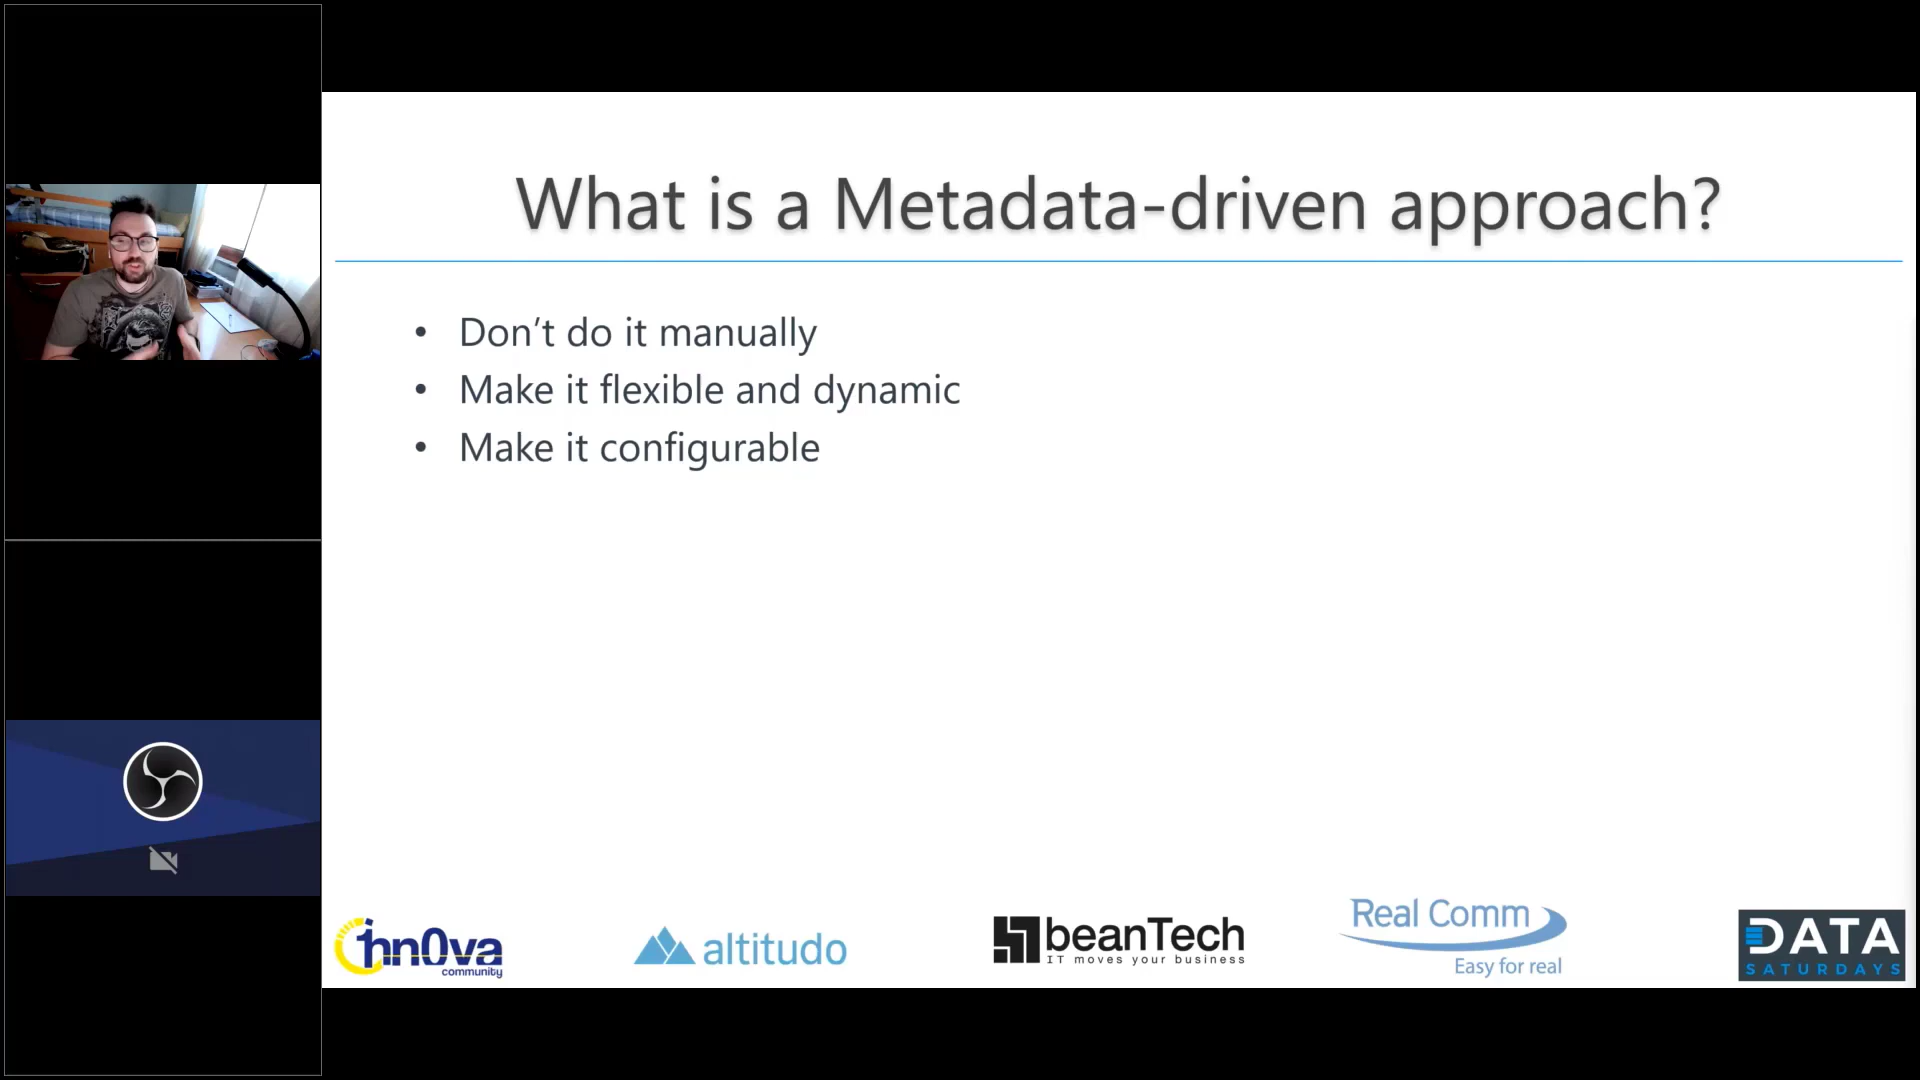 What is a Metadata-driven approach?
• Don’t do it manually
• Make it flexible and dynamic
• Make it configurable
1nn0va
community
altitudo
beanTech
IT moves your business
Real Comm
Easy for real
DATA
SATURDAYS